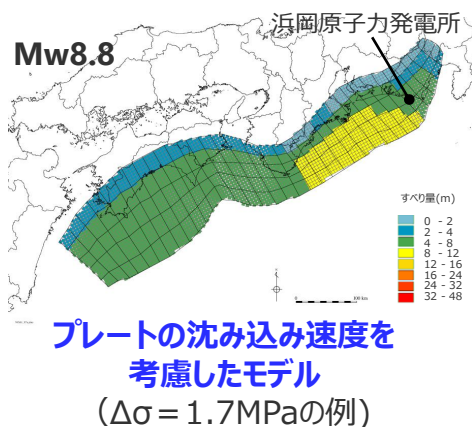 浜岡原子力発電所
Mw8.8
すべり量(m)
0 - 2
2 - 4
4 - 8
8 - 12
12 - 16
16 - 24
24 - 32
32 - 48
100 km
プレートの沈み込み速度を
考慮したモデル
（Δσ＝1.7MPaの例）